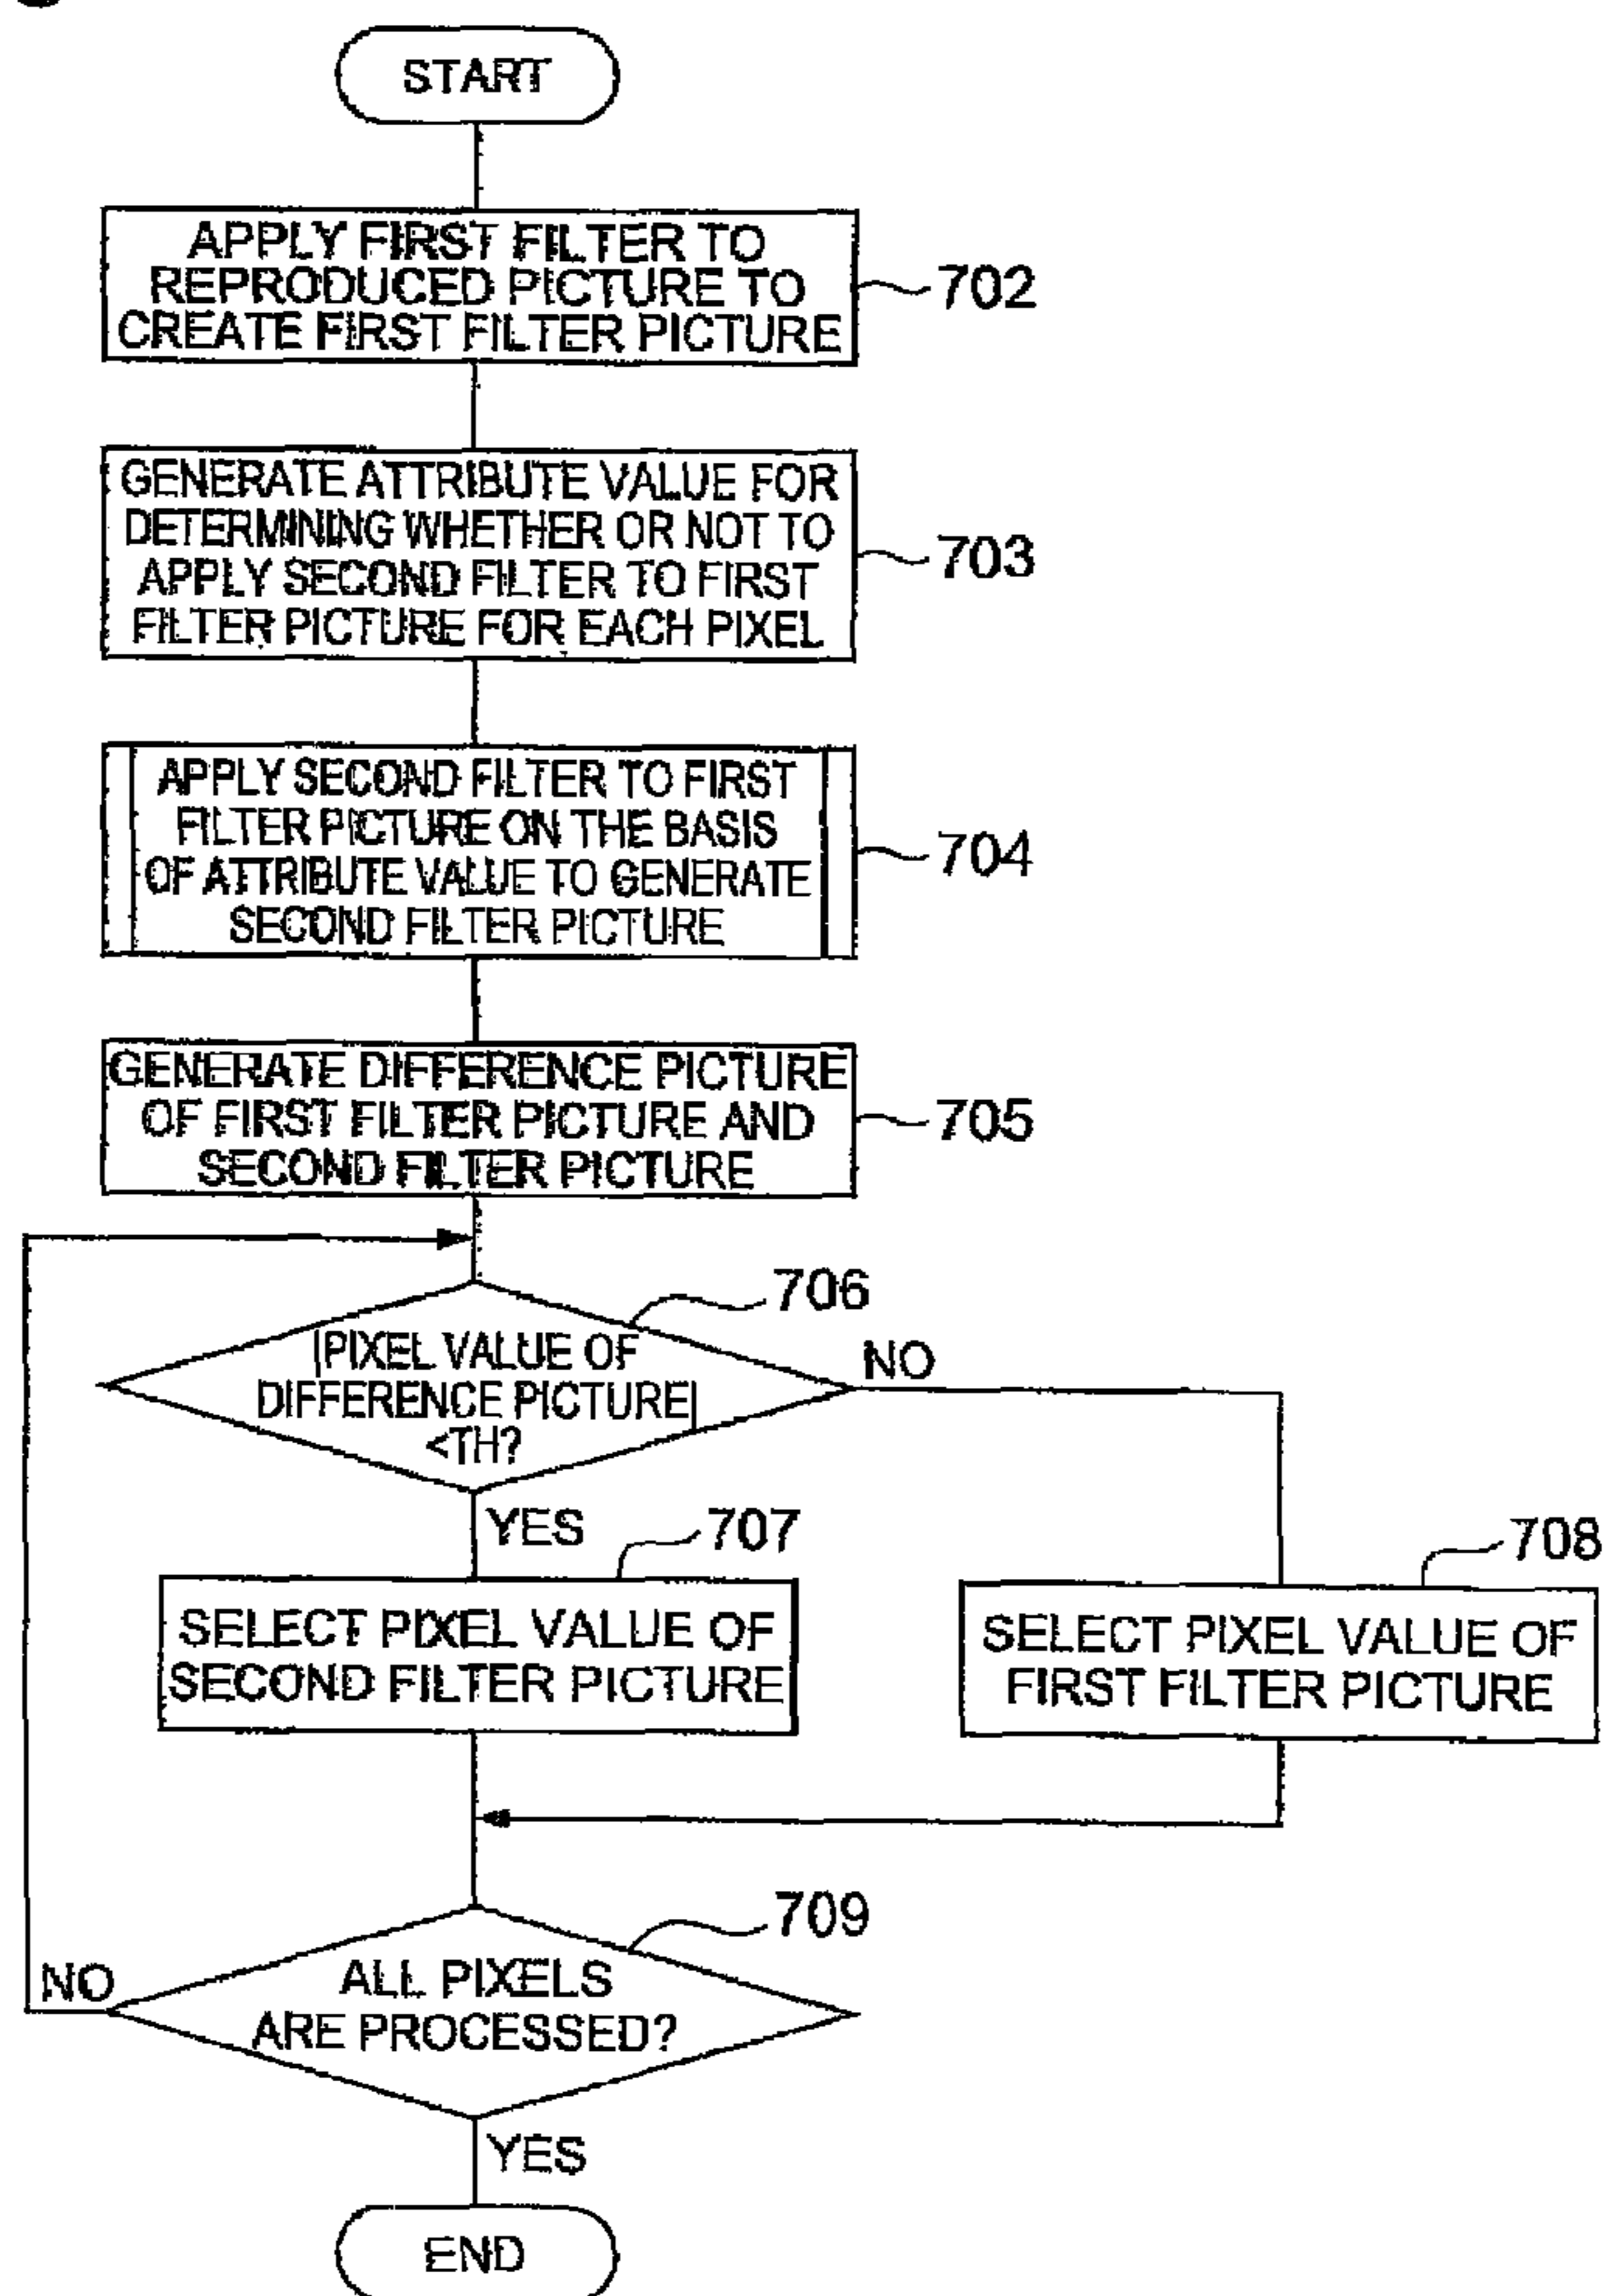 START
APPLY FIRST FILTER TO
REPRODUCED PICTURE TO
CREATE FIRST FILTER PICTURE
702
GENERATE ATTRIBUTE VALUE FOR
DETERMINING WHETHER OR NOT TO
APPLY SECOND FILTER TO FIRST
FILTER PICTURE FOR EACH PIXEL
703
APPLY SECOND FILTER TO FIRST
FILTER PICTURE ON THE BASIS
OF ATTRIBUTE VALUE TO GENERATE
SECOND FILTER PICTURE
704
GENERATE DIFFERENCE PICTURE
OF FIRST FILTER PICTURE AND
SECOND FILTER PICTURE
705
706
|PIXEL VALUE OF
DIFFERENCE PICTURE|
<TH?
NO
YES
707
SELECT PIXEL VALUE OF
SECOND FILTER PICTURE
708
SELECT PIXEL VALUE OF
FIRST FILTER PICTURE
709
ALL PIXELS
ARE PROCESSED?
NO
YES
END